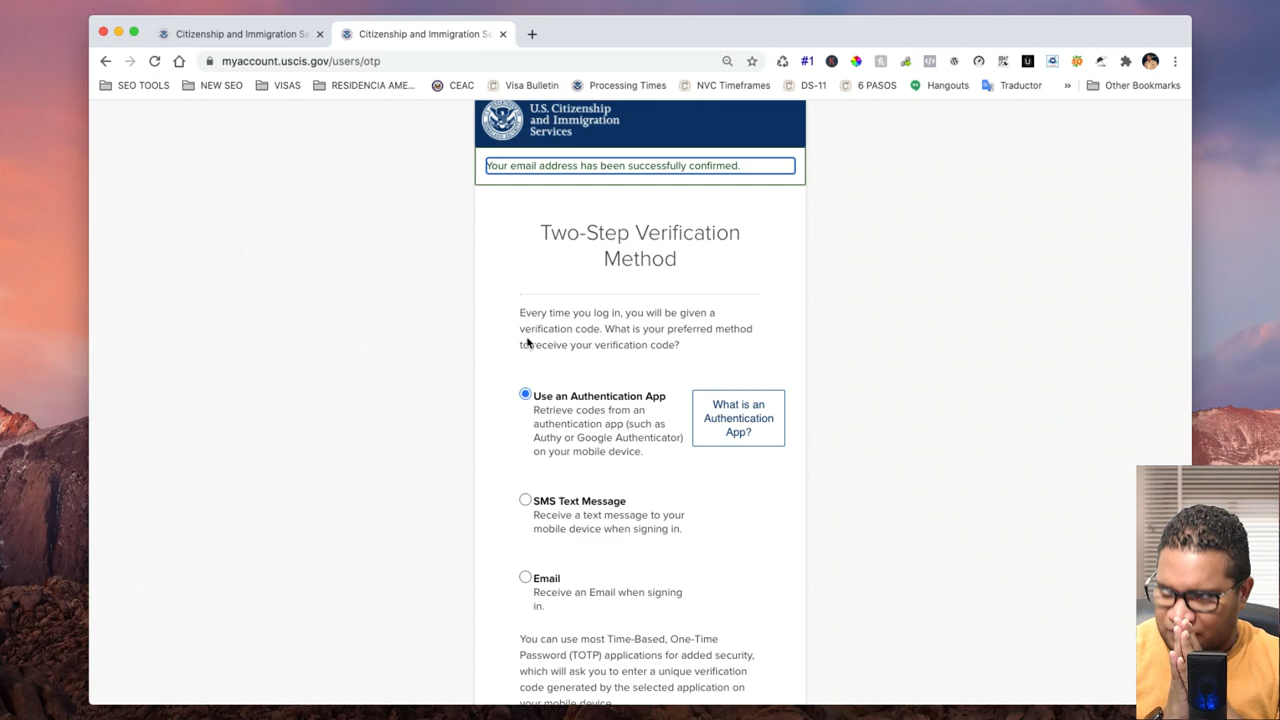 Citizenship and Immigration Se
Citizenship and Immigration Se
myaccount.uscis.gov/users/otp
#1
SEO TOOLS
NEW SEO
VISAS
RESIDENCIA AME...
CEAC
Visa Bulletin
Processing Times
NVC Timeframes
DS-11
6 PASOS
Hangouts
Traductor
»
Other Bookmarks
U.S. Citizenship
and Immigration
Services
Your email address has been successfully confirmed.
Two-Step Verification
Method
Every time you log in, you will be given a
verification code. What is your preferred method
to receive your verification code?
Use an Authentication App
Retrieve codes from an
authentication app (such as
Authy or Google Authenticator)
on your mobile device.
What is an
Authentication
App?
SMS Text Message
Receive a text message to your
mobile device when signing in.
Email
Receive an Email when signing
in.
You can use most Time-Based, One-Time
Password (TOTP) applications for added security,
which will ask you to enter a unique verification
code generated by the selected application on
your mobile device.